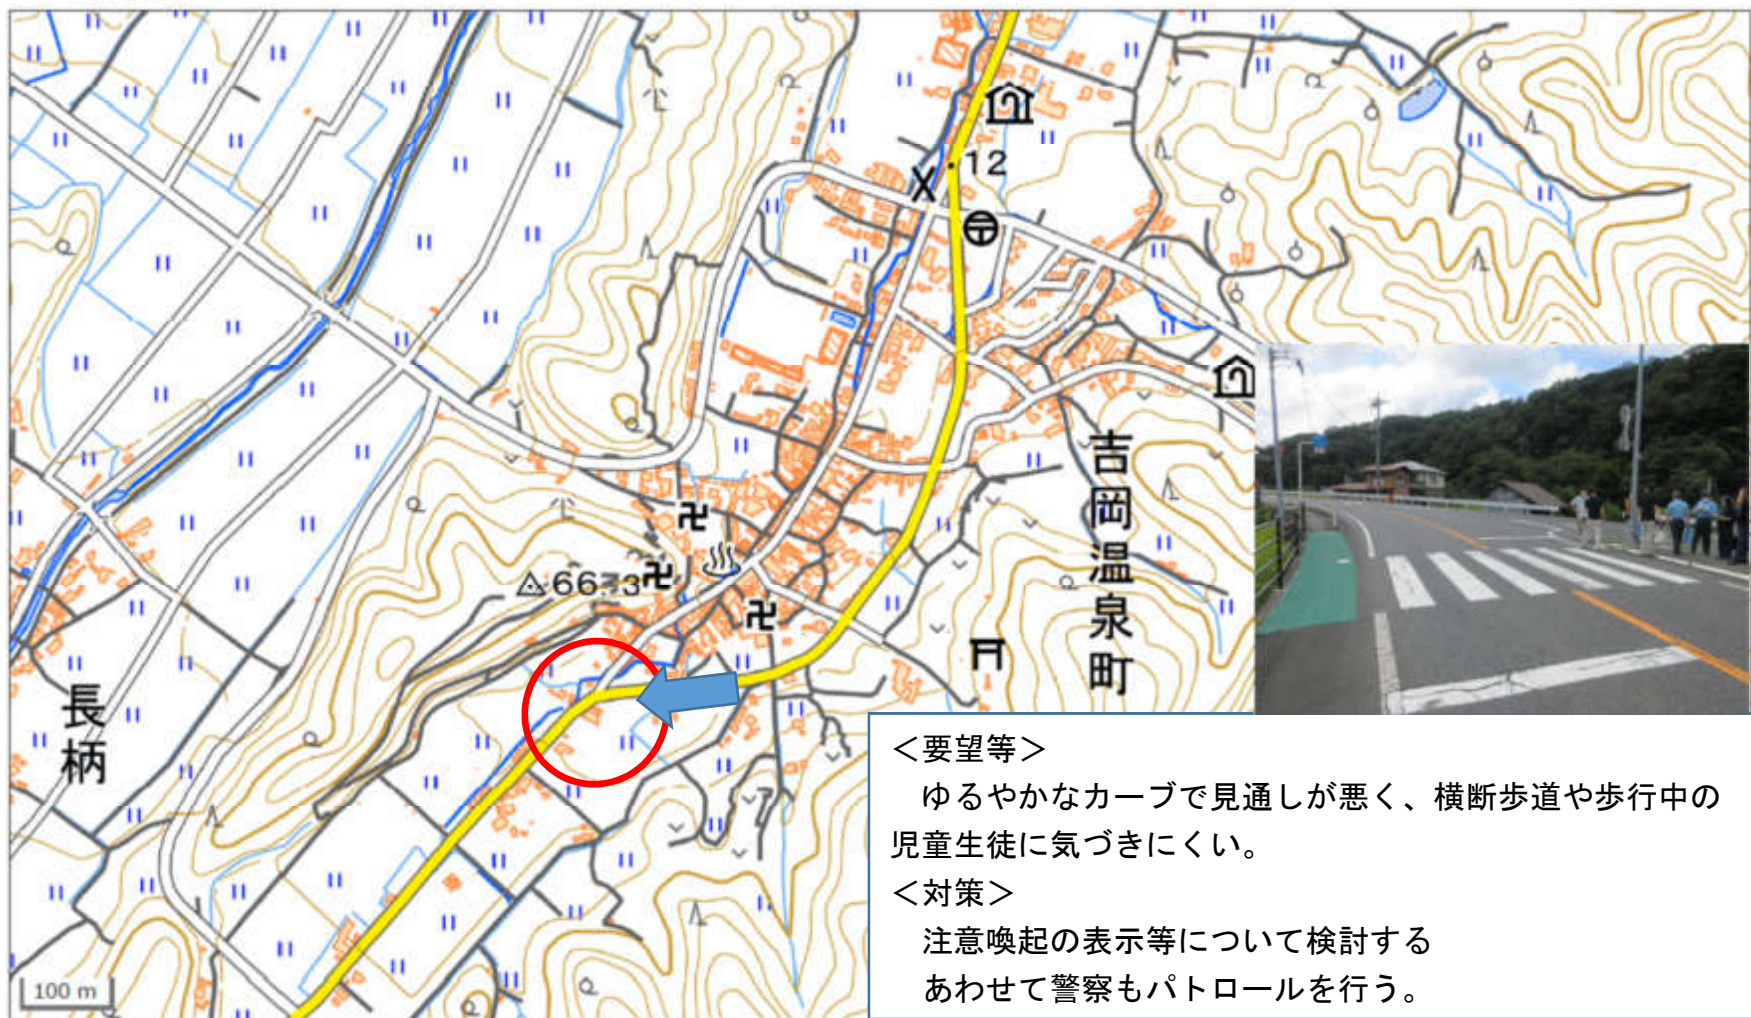 12
吉岡温泉町
66.3
長柄
100 m
<要望等>
ゆるやかなカーブで見通しが悪く、横断歩道や歩行中の
児童生徒に気づきにくい。
<対策>
注意喚起の表示等について検討する
あわせて警察もパトロールを行う。